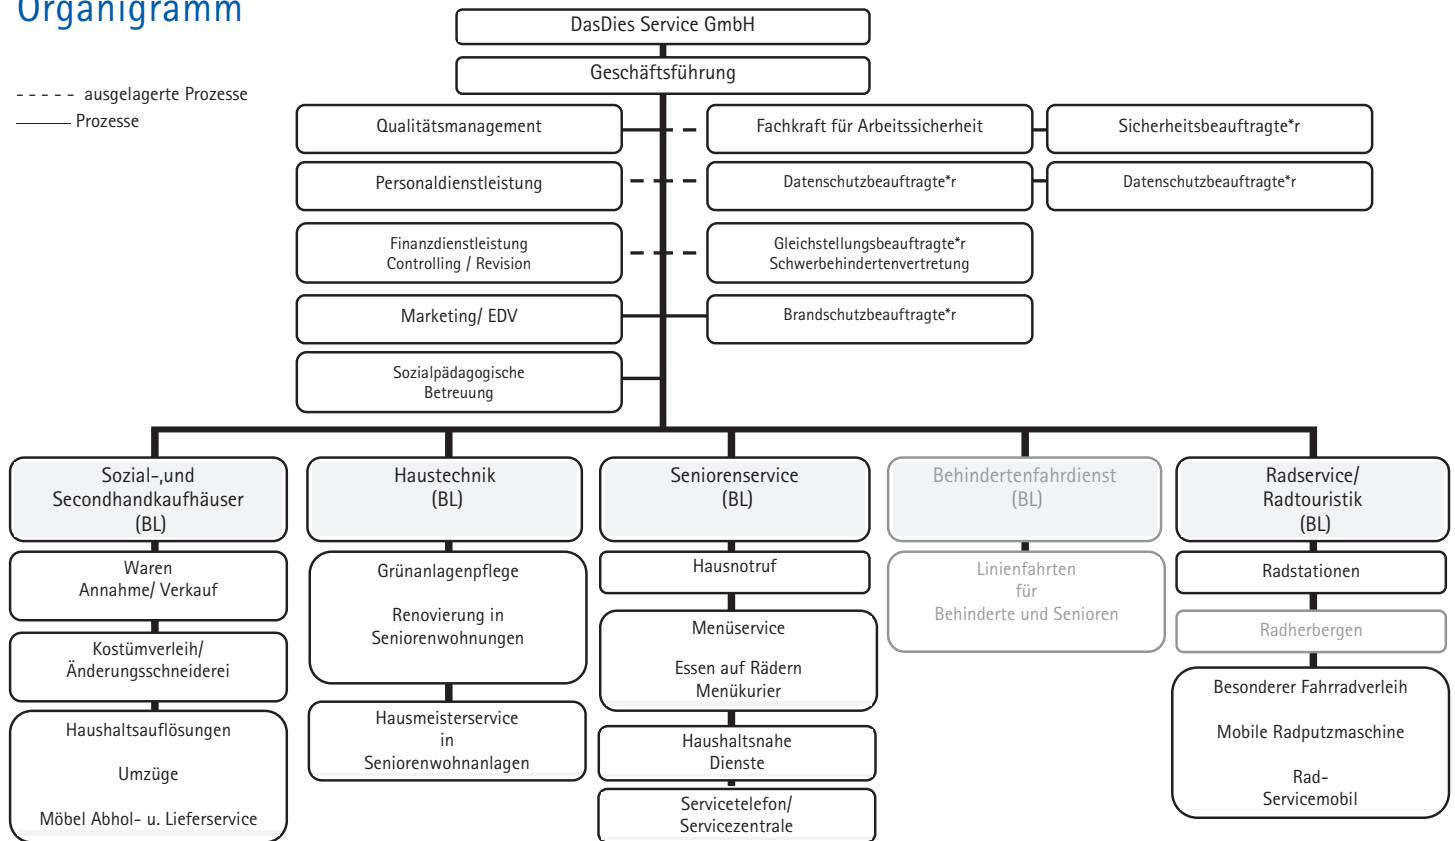 Organigramm
DasDies Service GmbH
Geschäftsführung
- - - - - ausgelagerte Prozesse
Prozesse
Qualitätsmanagement
Fachkraft für Arbeitssicherheit
Sicherheitsbeauftragte*r
Personaldienstleistung
Datenschutzbeauftragte*r
Datenschutzbeauftragte*r
Finanzdienstleistung
Controlling / Revision
Gleichstellungsbeauftragte*r
Schwerbehindertenvertretung
Marketing/ EDV
Brandschutzbeauftragte*r
Sozialpädagogische
Betreuung
Sozial-,und
Secondhandkaufhäuser
(BL)
Waren
Annahme/ Verkauf
Kostümverleih/
Änderungsschneiderei
Haushaltsauflösungen
Umzüge
Möbel Abhol- u. Lieferservice
Haustechnik
(BL)
Grünanlagenpflege
Renovierung in
Seniorenwohnungen
Hausmeisterservice
in
Seniorenwohnanlagen
Seniorenservice
(BL)
Hausnotruf
Menüservice
Essen auf Rädern
Menükurier
Haushaltsnahe
Dienste
Servicetelefon/
Servicezentrale
Behindertenfahrdienst
(BL)
Linienfahrten
für
Behinderte und Senioren
Radservice/
Radtouristik
(BL)
Radstationen
Radherbergen
Besonderer Fahrradverleih
Mobile Radputzmaschine
Rad-
Servicemobil